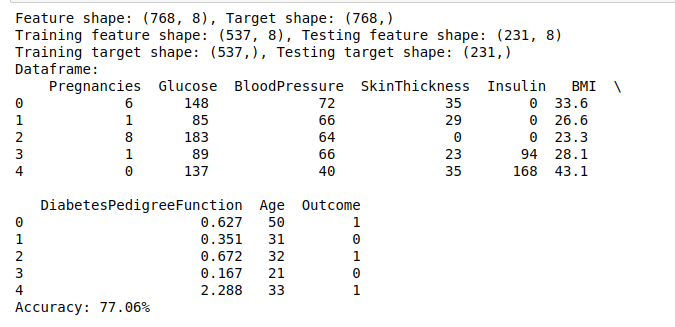 Feature shape: (768, 8), Target shape: (768,)
Training feature shape: (537, 8), Testing feature shape: (231, 8)
Training target shape: (537,), Testing target shape: (231,)
Dataframe:
   Pregnancies  Glucose  BloodPressure  SkinThickness  Insulin   BMI  \
0            6      148             72             35        0  33.6
1            1       85             66             29        0  26.6
2            8      183             64              0        0  23.3
3            1       89             66             23       94  28.1
4            0      137             40             35      168  43.1

   DiabetesPedigreeFunction  Age  Outcome
0                     0.627   50        1
1                     0.351   31        0
2                     0.672   32        1
3                     0.167   21        0
4                     2.288   33        1
Accuracy: 77.06%